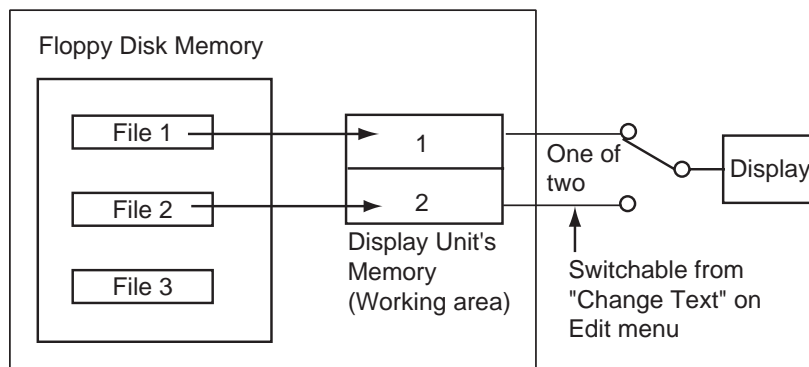 Floppy Disk Memory
File 1
File 2
File 3
1
2
Display Unit's
Memory
(Working area)
One of
two
Display
Switchable from
"Change Text" on
Edit menu